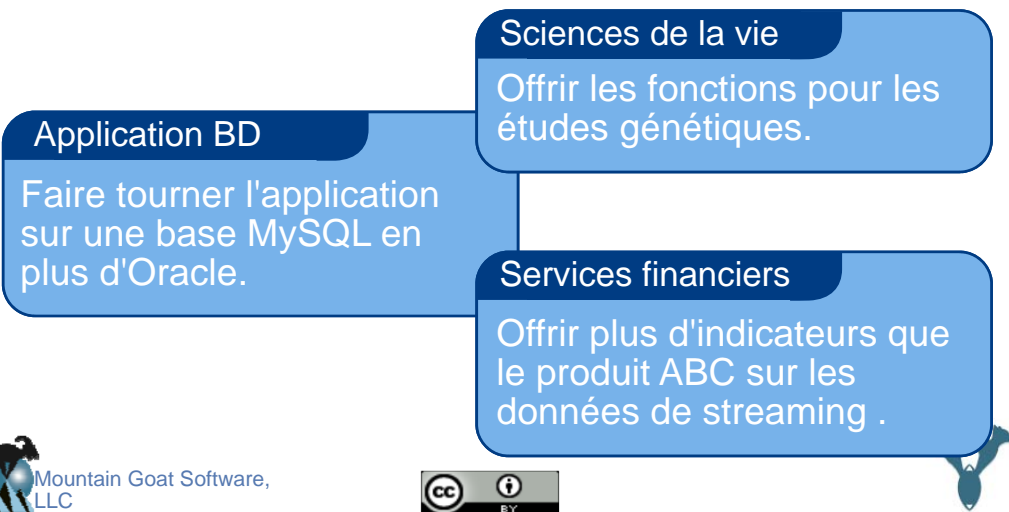 Sciences de la vie
Offrir les fonctions pour les
études génétiques.
Application BD
Faire tourner l'application
sur une base MySQL en
plus d'Oracle.
Services financiers
Offrir plus d'indicateurs que
le produit ABC sur les
données de streaming .
Mountain Goat Software,
LLC
cc
BY